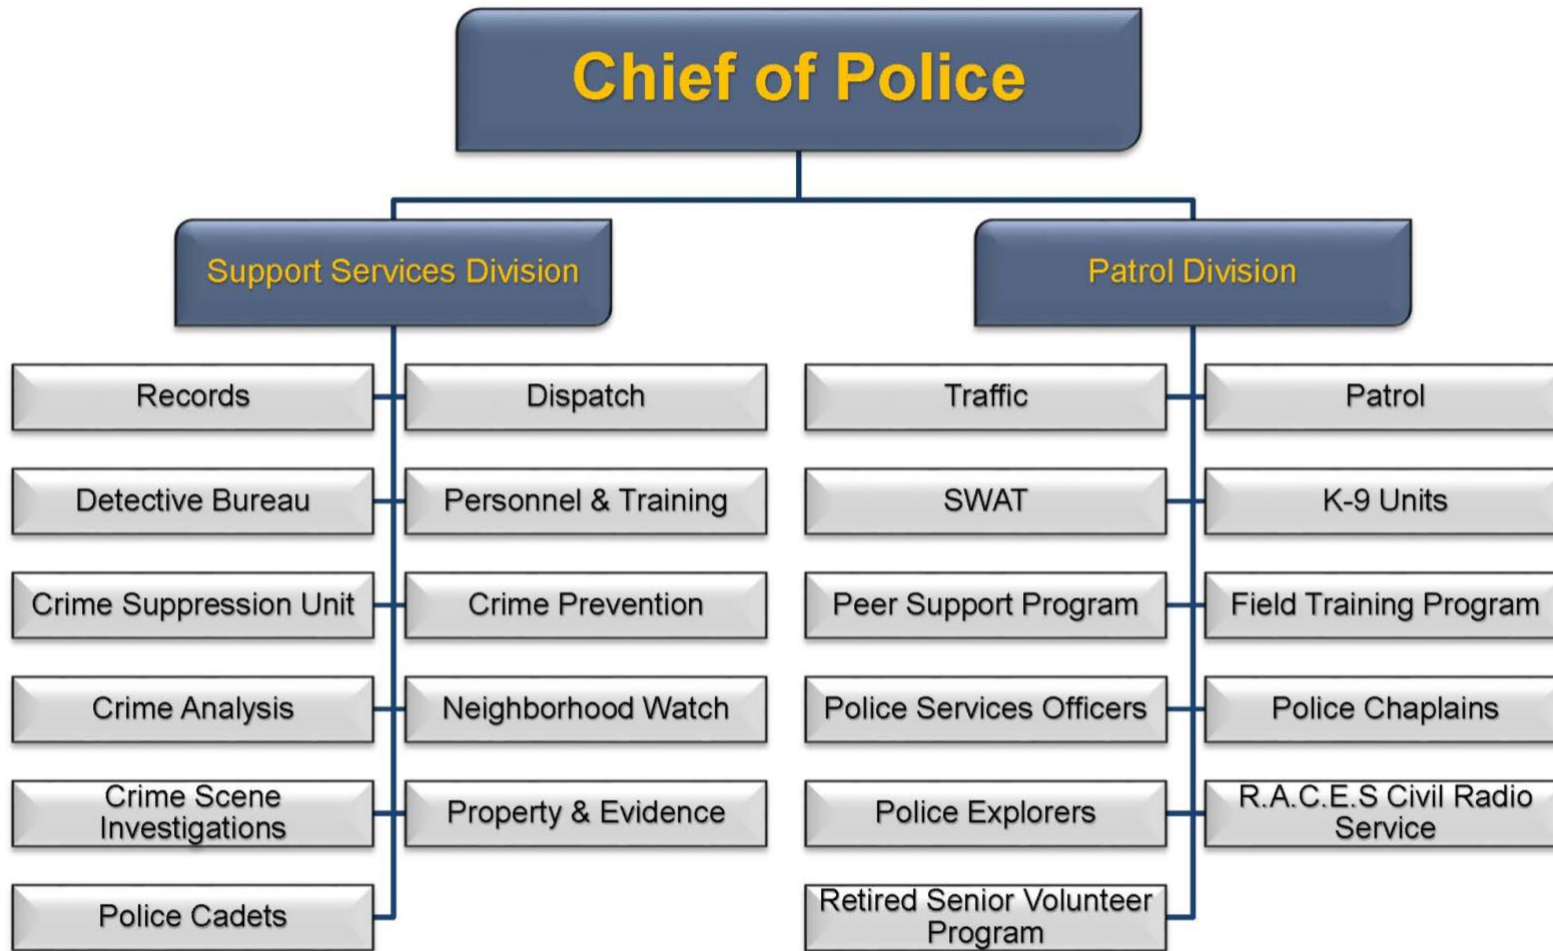 Chief of Police
Support Services Division
Patrol Division
Records
Dispatch
Traffic
Patrol
Detective Bureau
Personnel & Training
SWAT
K-9 Units
Crime Suppression Unit
Crime Prevention
Peer Support Program
Field Training Program
Crime Analysis
Neighborhood Watch
Police Services Officers
Police Chaplains
Crime Scene
Investigations
Property & Evidence
Police Explorers
R.A.C.E.S Civil Radio
Service
Police Cadets
Retired Senior Volunteer
Program